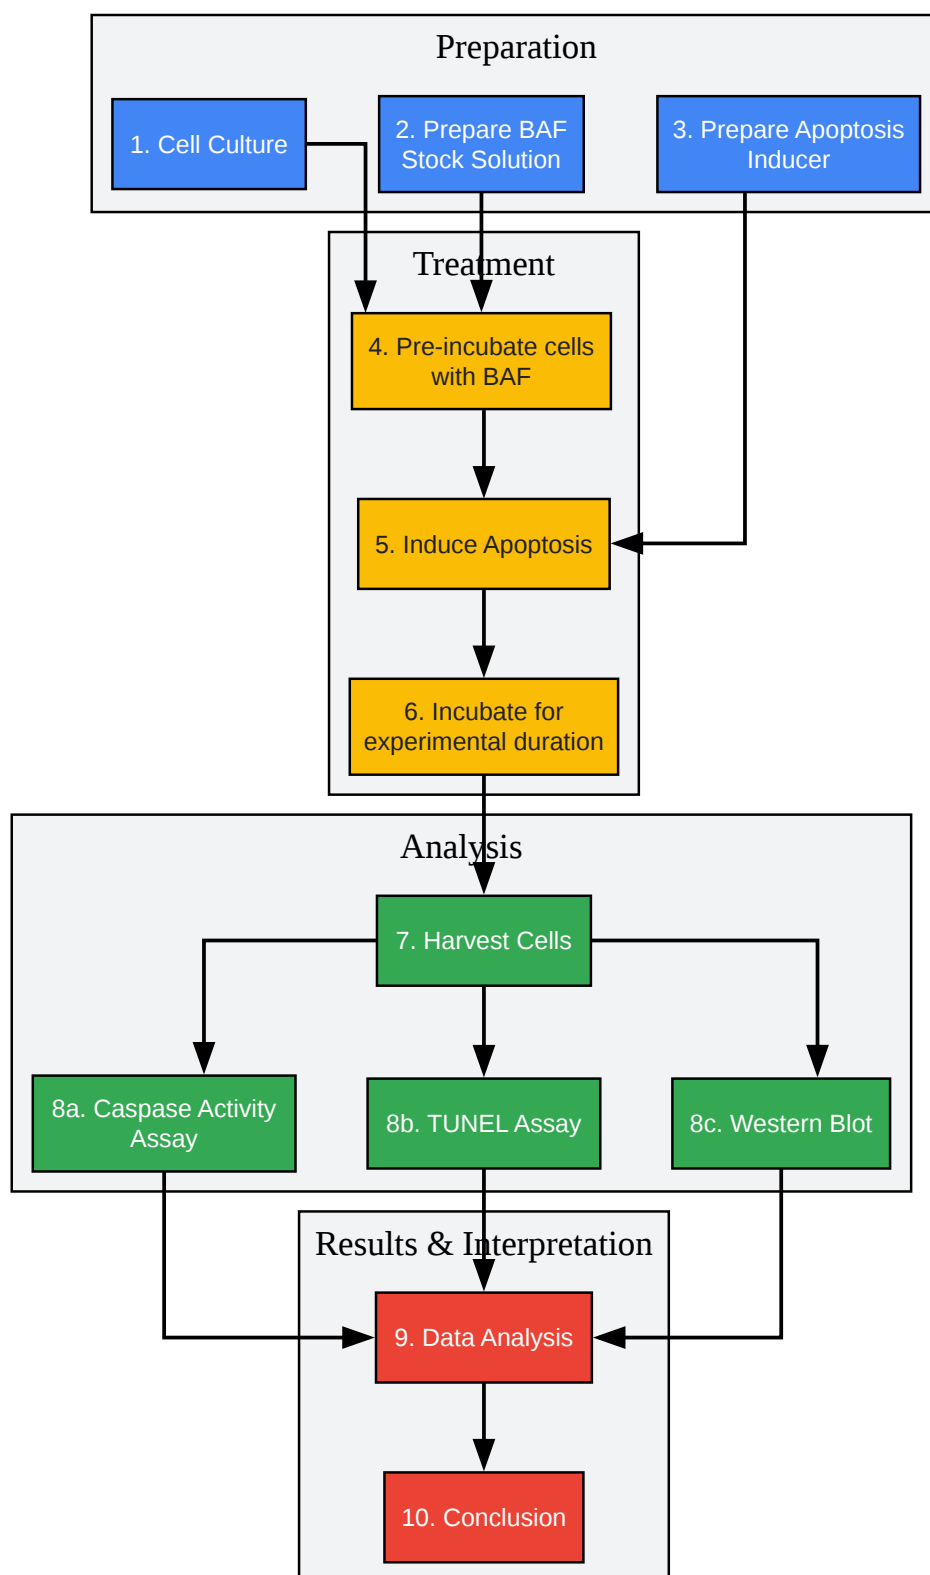 Preparation
1. Cell Culture
2. Prepare BAF
Stock Solution
3. Prepare Apoptosis
Inducer
Treatment
4. Pre-incubate cells
with BAF
5. Induce Apoptosis
6. Incubate for
experimental duration
Analysis
7. Harvest Cells
8a. Caspase Activity
Assay
8b. TUNEL Assay
8c. Western Blot
Results & Interpretation
9. Data Analysis
10. Conclusion